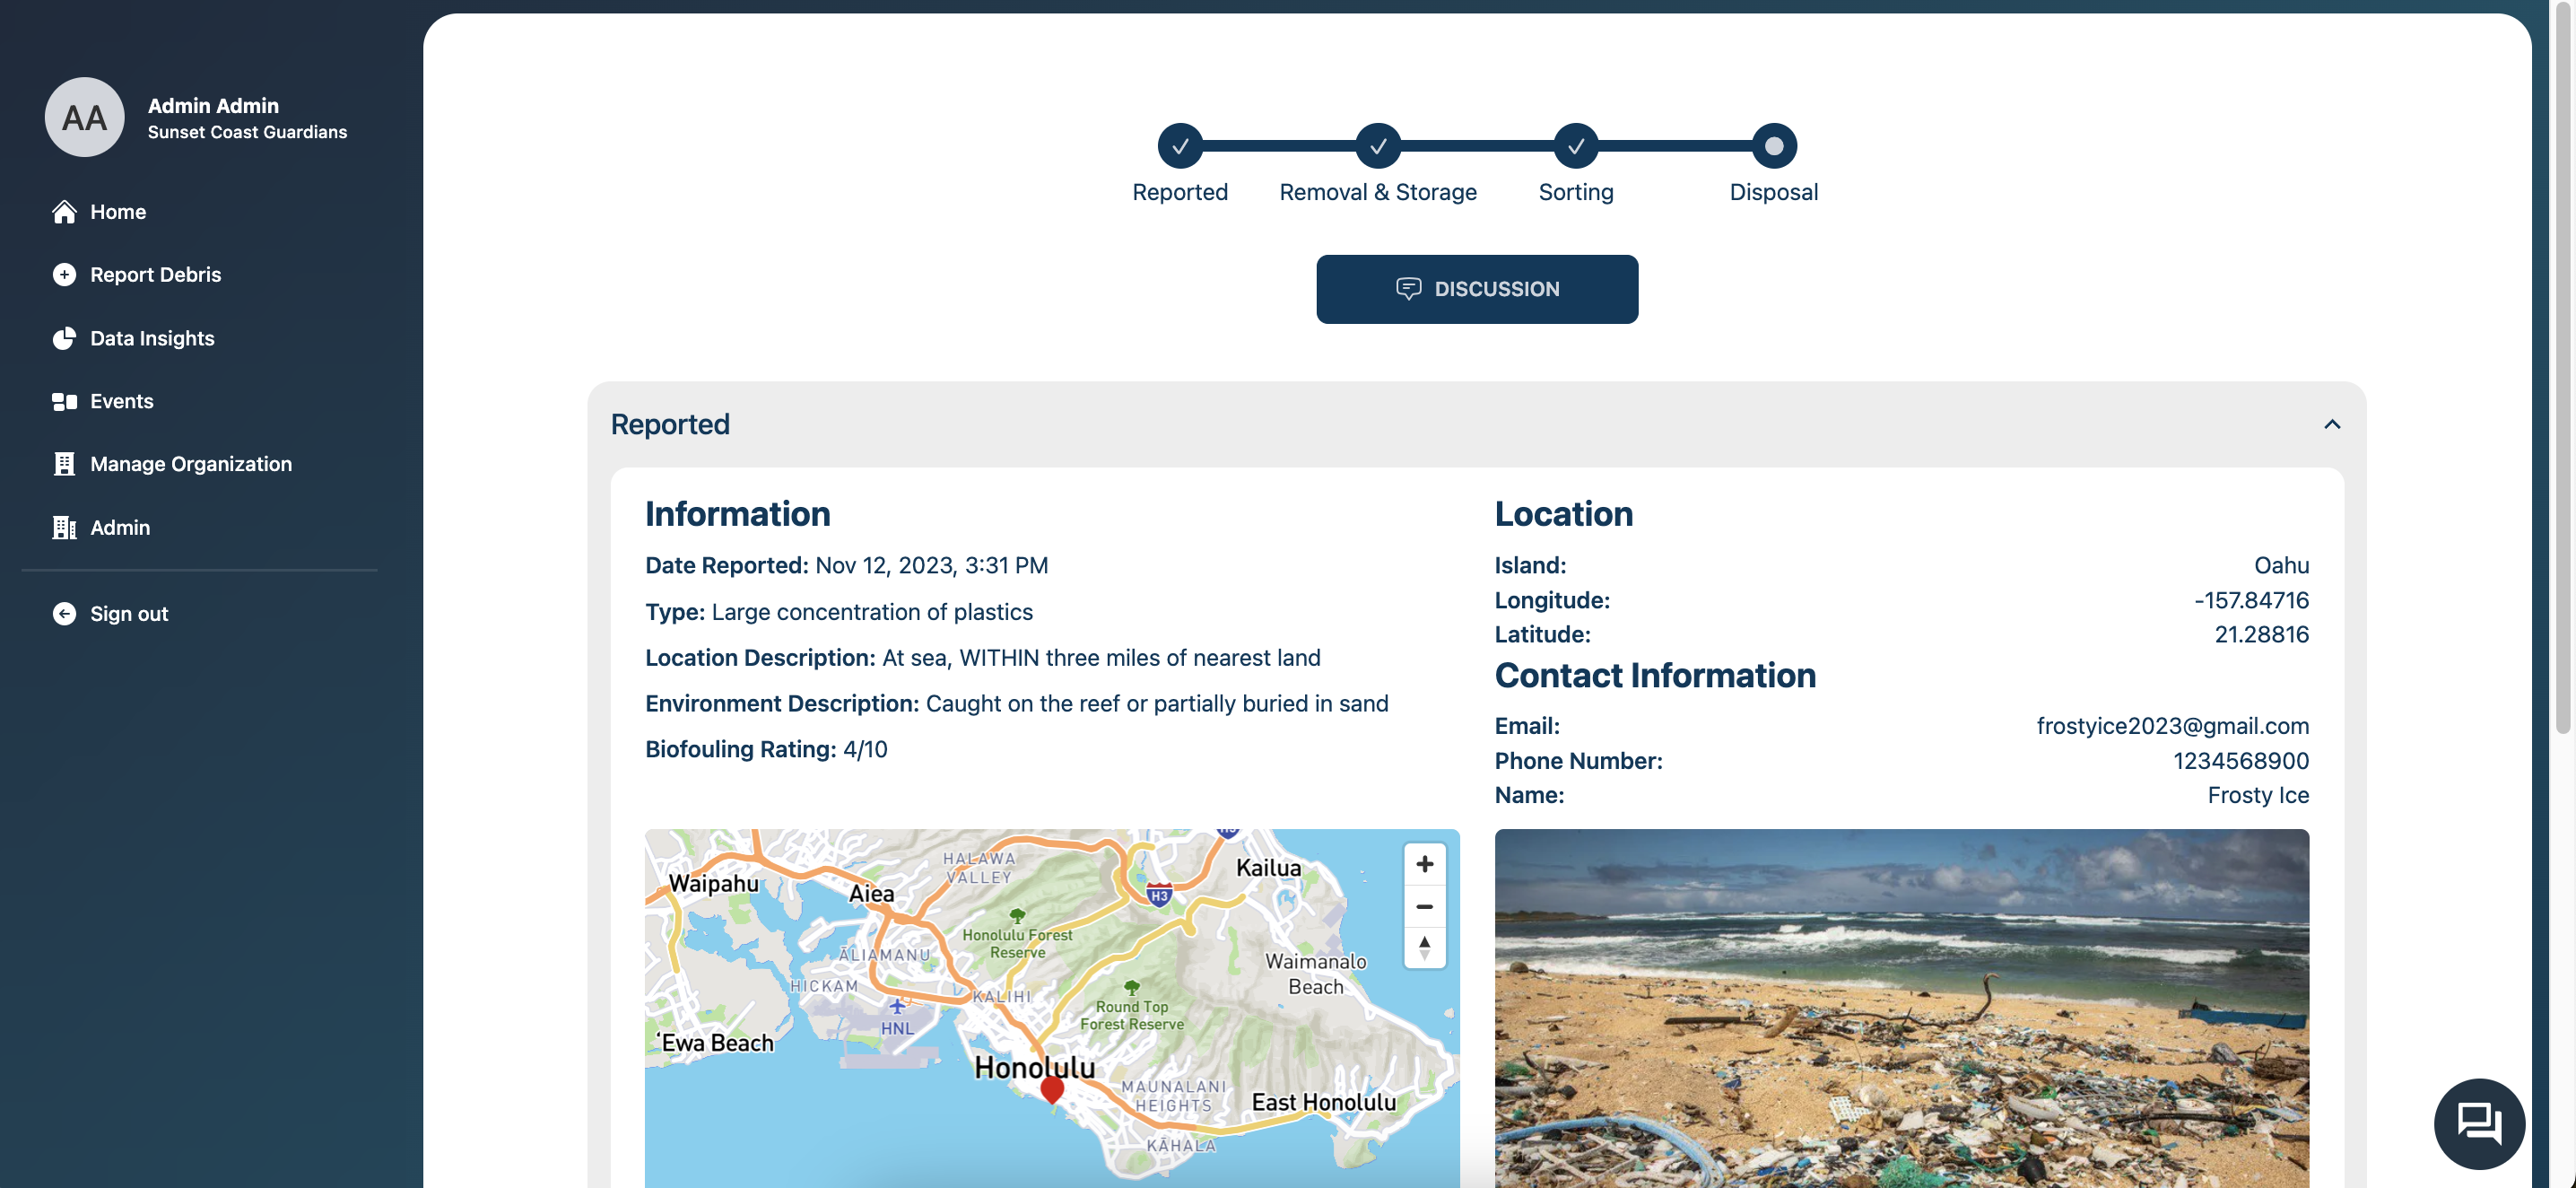 AA
Admin Admin
Sunset Coast Guardians
Home
Report Debris
Data Insights
Events
Manage Organization
Admin
Sign out
Reported
Removal & Storage
Sorting
Disposal
DISCUSSION
Reported
Information
Date Reported: Nov 12, 2023, 3:31 PM
Type: Large concentration of plastics
Location Description: At sea, WITHIN three miles of nearest land
Environment Description: Caught on the reef or partially buried in sand
Biofouling Rating: 4/10
Location
Island: Oahu
Longitude: -157.84716
Latitude: 21.28816
Contact Information
Email: frostyice2023@gmail.com
Phone Number: 1234568900
Name: Frosty Ice
H3
HALAWA
VALLEY
Kailua
Waipahu
Aiea
H3
Honolulu Forest
Reserve
ĀLIAMANU
Waimanalo
Beach
HICKAM
KALIHI
Round Top
Forest Reserve
HNL
'Ewa Beach
Honolulu
MAUNALANI
HEIGHTS
East Honolulu
KĀHALA